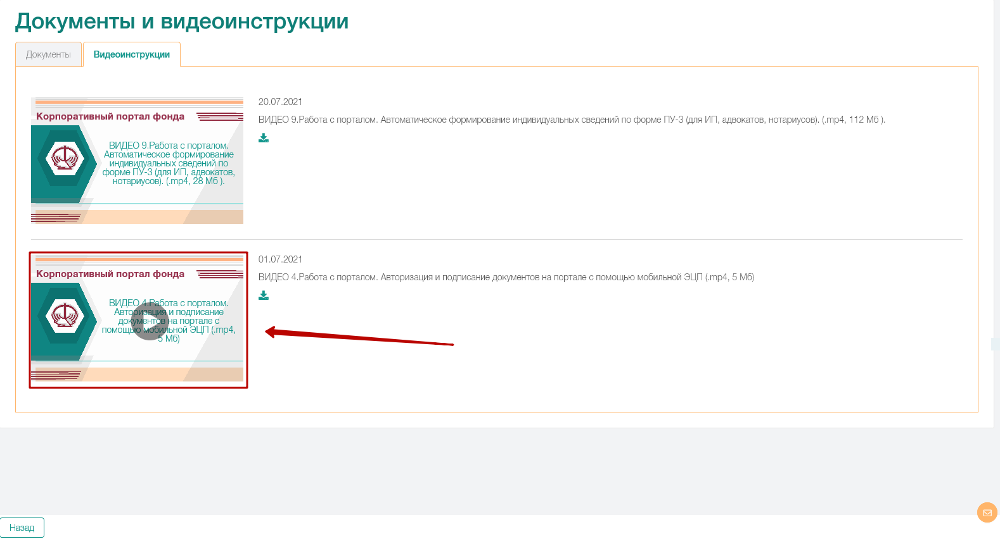 Документы и видеоинструкции
Документы
Видеоинструкции
Корпоративный портал фонда
ВИДЕО 9.Работа с порталом.
Автоматическое формирование
индивидуальных сведений по
форме ПУ-3 (для ИП, адвокатов,
нотариусов). (.mp4, 28 Мб ).
20.07.2021
ВИДЕО 9.Работа с порталом. Автоматическое формирование индивидуальных сведений по форме ПУ-3 (для ИП, адвокатов, нотариусов). (.mp4, 112 Мб ).
Корпоративный портал фонда
ВИДЕО 4.Работа с порталом.
Авторизация и подписание
документов на портале с
помощью мобильной ЭЦП (.mp4,
5 Мб)
01.07.2021
ВИДЕО 4.Работа с порталом. Авторизация и подписание документов на портале с помощью мобильной ЭЦП (.mp4, 5 Мб)
Назад